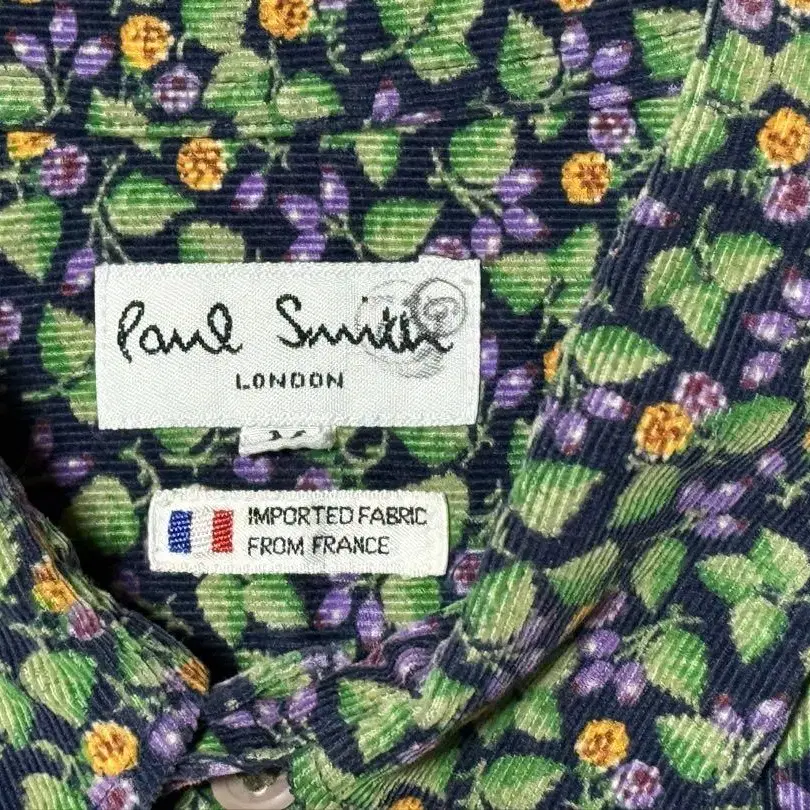 Paul Smith
LONDON
IMPORTED FABRIC
FROM FRANCE